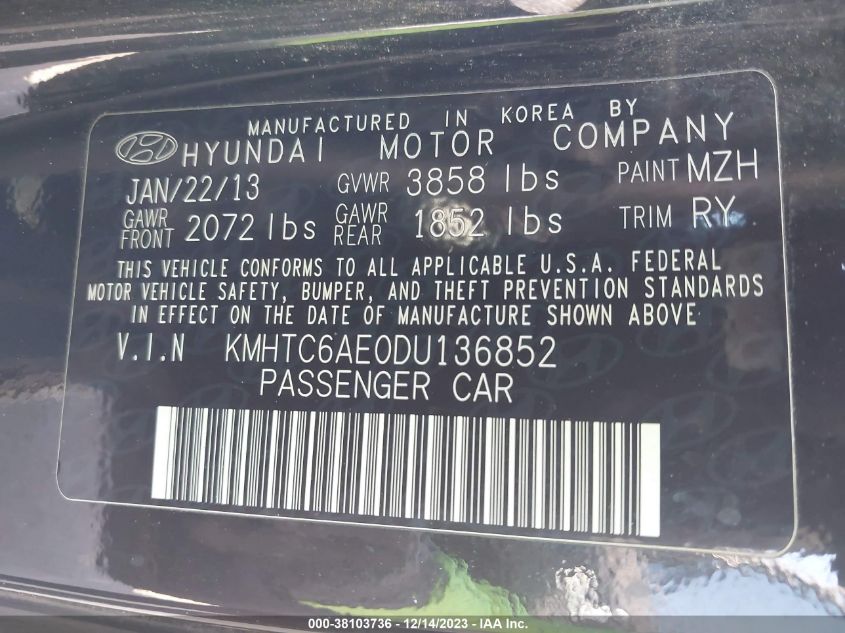 MANUFACTURED IN KOREA BY
HYUNDAI MOTOR COMPANY
JAN/22/13 GVWR 3858 lbs PAINT MZH
GAWR FRONT 2072 lbs GAWR REAR 1852 lbs TRIM RY
THIS VEHICLE CONFORMS TO ALL APPLICABLE U.S.A. FEDERAL
MOTOR VEHICLE SAFETY, BUMPER, AND THEFT PREVENTION STANDARDS
IN EFFECT ON THE DATE OF MANUFACTURE SHOWN ABOVE
V.I.N KMHTC6AE0DU136852
PASSENGER CAR
000-38103736 - 12/14/2023 - IAA Inc.